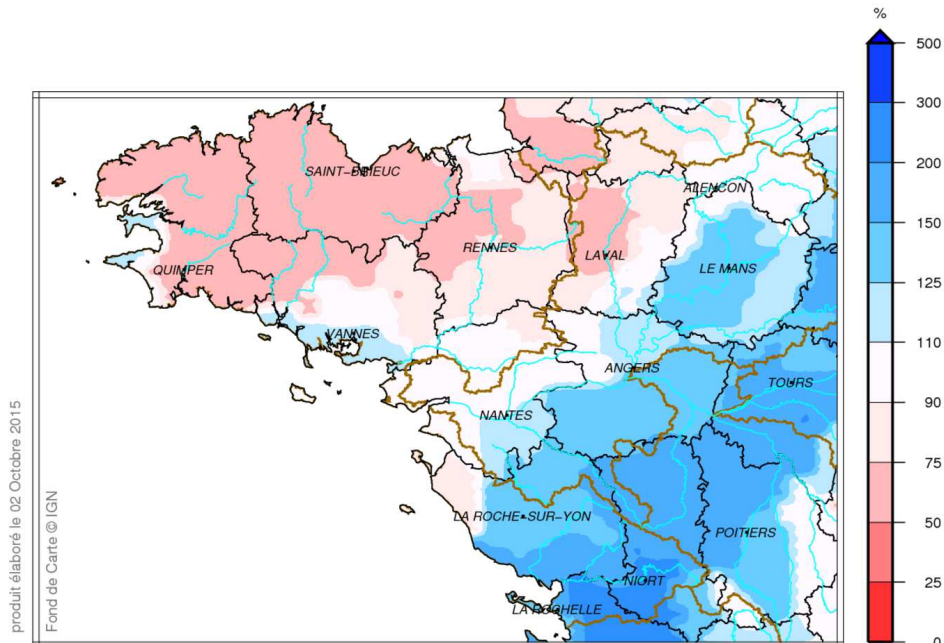 %
500
300
200
150
125
110
90
75
50
25
0
SAINT-BRIEUC
ALENCON
RENNES
LAVAL
LE MANS
QUIMPER
VANNES
ANGERS
TOURS
NANTES
LA ROCHE-SUR-YON
POITIERS
NIORT
LA ROCHELLE
produit élaboré le 02 Octobre 2015
Fond de Carte © IGN